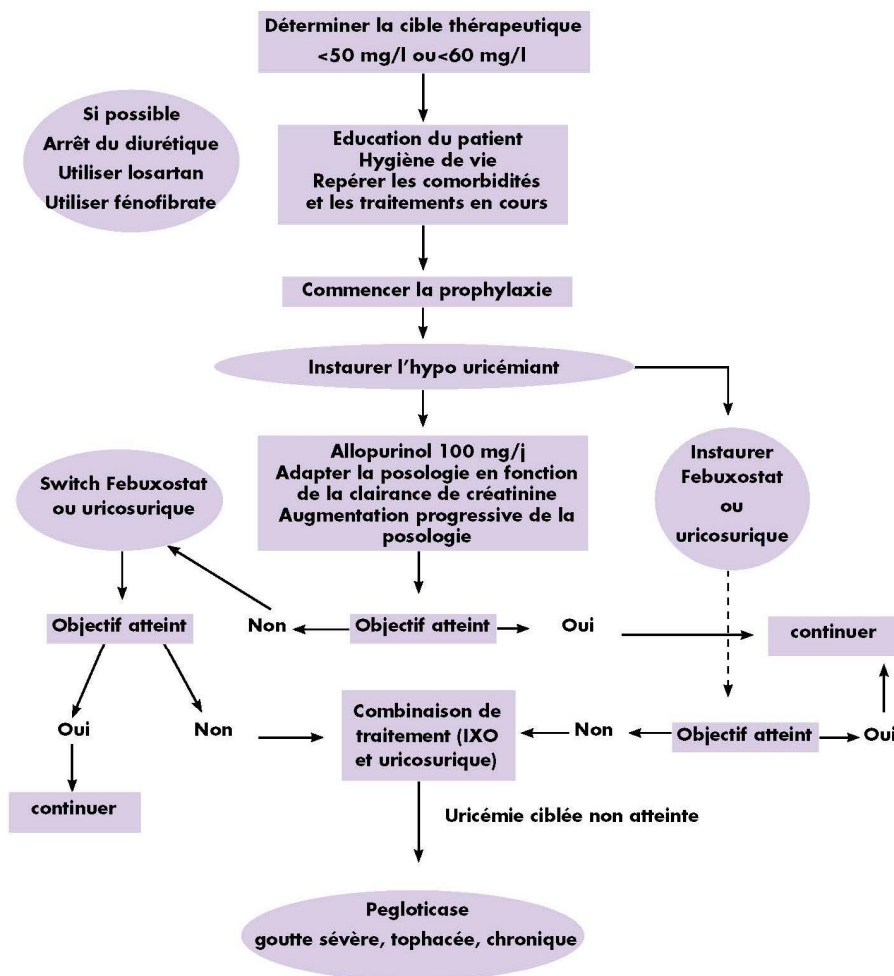 Déterminer la cible thérapeutique
<50 mg/l ou<60 mg/l
Si possible
Arrêt du diurétique
Utiliser losartan
Utiliser fénofibrate
Education du patient
Hygiène de vie
Repérer les comorbidités
et les traitements en cours
Commencer la prophylaxie
Instaurer l'hypo uricémiant
Allopurinol 100 mg/j
Adapter la posologie en fonction
de la clairance de créatinine
Augmentation progressive de la
posologie
Instaurer
Febuxostat
ou
uricosurique
Switch Febuxostat
ou uricosurique
Objectif atteint
Non
Objectif atteint
Oui
continuer
Oui
Non
Combinaison de
traitement (IXO
et uricosurique)
Non
Objectif atteint
Oui
continuer
Uricémie ciblée non atteinte
Pegloticase
goutte sévère, tophacée, chronique